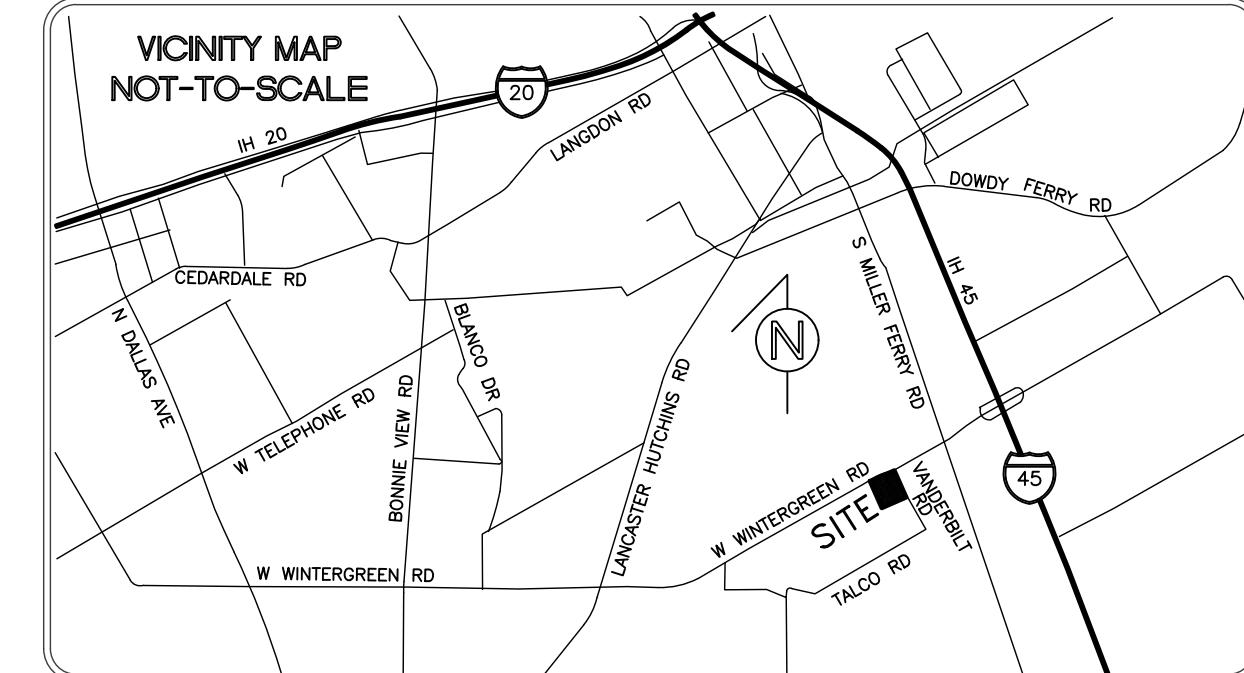 VICINITY MAP
NOT-TO-SCALE
20
IH 20
LANGDON RD
DOWDY FERRY RD
CEDARDALE RD
S MILLER FERRY RD
IH 45
N DALLAS AVE
BLANCO DR
N
W TELEPHONE RD
BONNIE VIEW RD
LANCASTER HUTCHINS RD
W WINTERGREEN RD
VANDERBILT
RD
45
SITE
W WINTERGREEN RD
TALCO RD